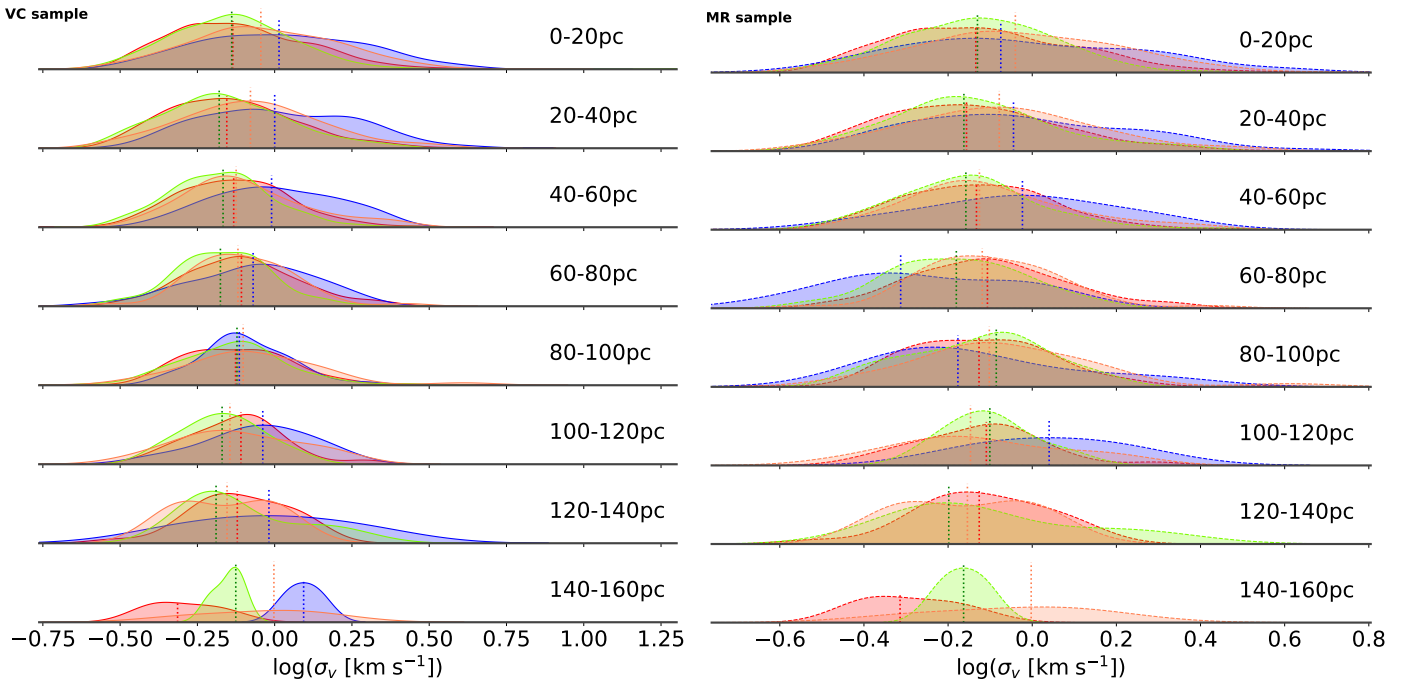 VC sample
0-20pc
20-40pc
40-60pc
60-80pc
80-100pc
100-120pc
120-140pc
140-160pc
−0.75 −0.50 −0.25 0.00 0.25 0.50 0.75 1.00 1.25
log(σᵥ [km s⁻¹])
MR sample
0-20pc
20-40pc
40-60pc
60-80pc
80-100pc
100-120pc
120-140pc
140-160pc
−0.6 −0.4 −0.2 0.0 0.2 0.4 0.6 0.8
log(σᵥ [km s⁻¹])